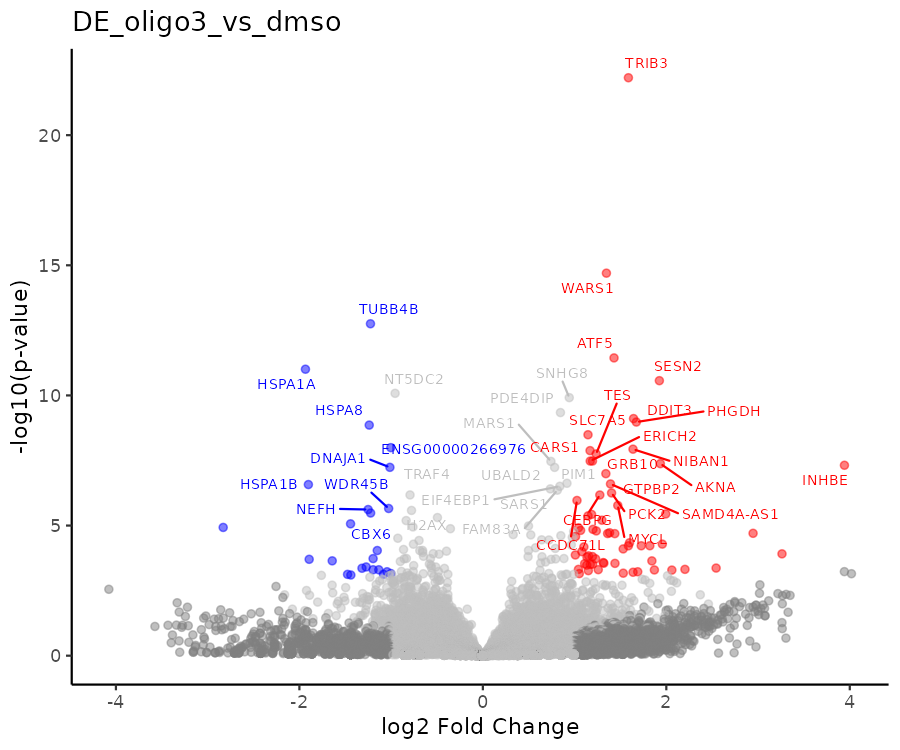 DE_oligo3_vs_dmso
TRIB3
20
15
WARS1
TUBB4B
ATF5
SESN2
SNHG8
HSPA1A
NT5DC2
10
PDE4DIP
TES
HSPA8
DDIT3
PHGDH
MARS1
SLC7A5
ERICH2
ENSG00000266976
CARS1
DNAJA1
GRB10
NIBAN1
TRAF4
UBALD2
PIM1
INHBE
HSPA1B
WDR45B
GTPBP2
AKNA
EIF4EBP1
SARS1
NEFH
PCK2
SAMD4A-AS1
CEBPG
5
H2AX
FAM83A
CBX6
MYCL
CCDC71L
0
-4
-2
0
2
4
log2 Fold Change
-log10(p-value)